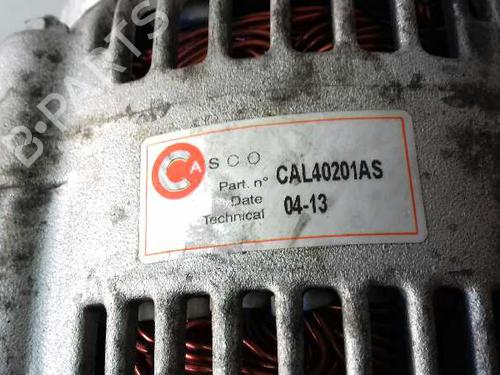 B-PARTS
CASCO
Part. n° CAL40201AS
Date 04-13
Technical